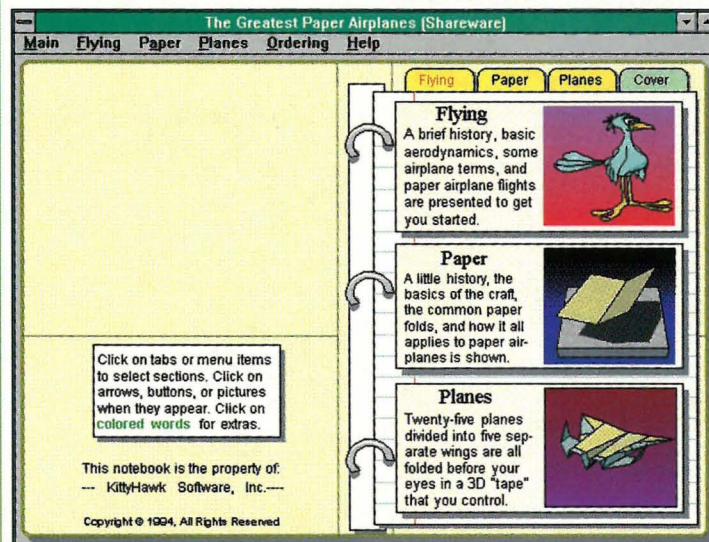 The Greatest Paper Airplanes (Shareware)
Main Flying Paper Planes Ordering Help
Flying Paper Planes Cover
Flying
A brief history, basic
aerodynamics, some
airplane terms, and
paper airplane flights
are presented to get
you started.
Paper
A little history, the
basics of the craft,
the common paper
folds, and how it all
applies to paper air-
planes is shown.
Planes
Twenty-five planes
divided into five sep-
arate wings are all
folded before your
eyes in a 3D "tape"
that you control.
Click on tabs or menu items
to select sections. Click on
arrows, buttons, or pictures
when they appear. Click on
colored words for extras.
This notebook is the property of:
--- KittyHawk Software, Inc.----
Copyright © 1994, All Rights Reserved